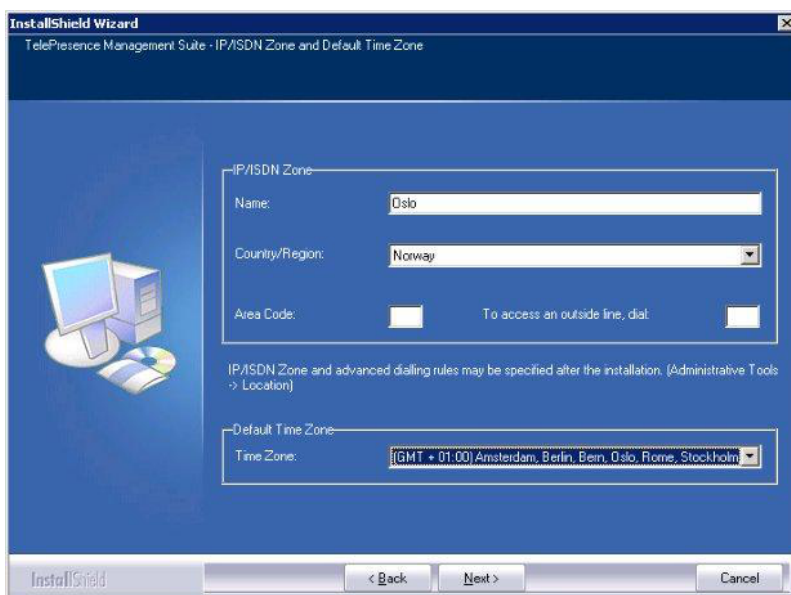 InstallShield Wizard
TelePresence Management Suite - IP/ISDN Zone and Default Time Zone
IP/ISDN Zone
Name: Oslo
Country/Region: Norway
Area Code: To access an outside line, dial:
IP/ISDN Zone and advanced dialling rules may be specified after the installation. (Administrative Tools
-> Location)
Default Time Zone
Time Zone: (GMT + 01:00) Amsterdam, Berlin, Bern, Oslo, Rome, Stockholm
InstallShield
< Back Next > Cancel